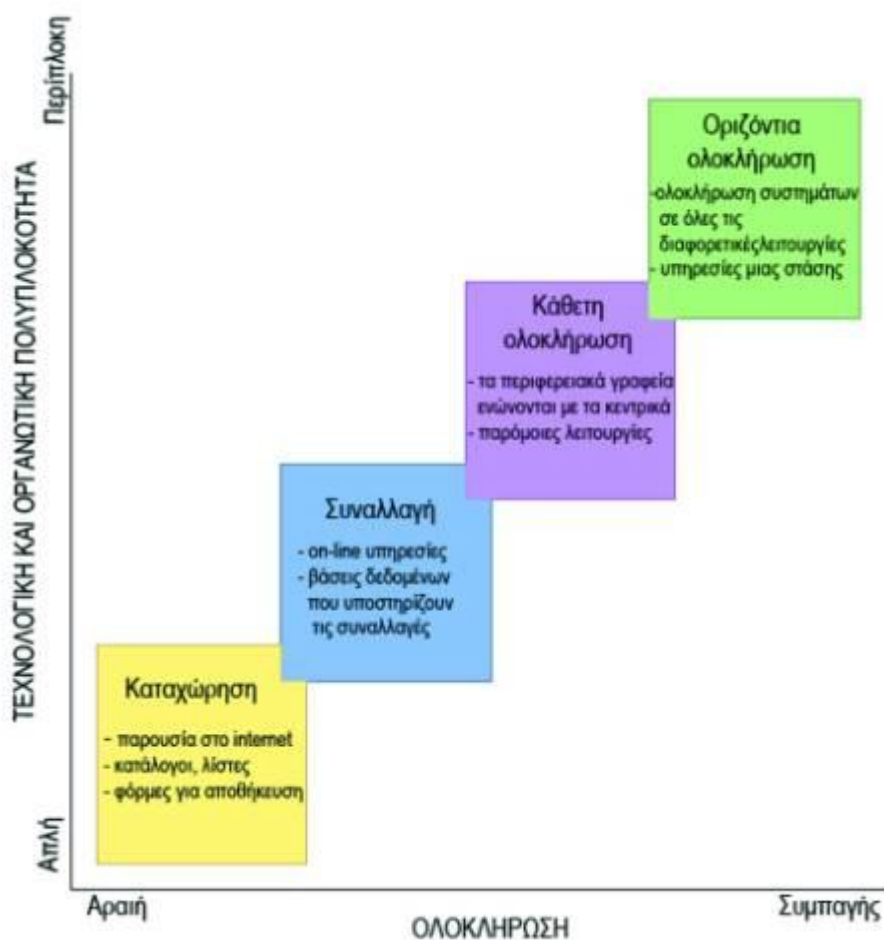 Περίπλοκη
ΤΕΧΝΟΛΟΓΙΚΗ ΚΑΙ ΟΡΓΑΝΩΤΙΚΗ ΠΟΛΥΠΛΟΚΟΤΗΤΑ
Απλή
Οριζόντια
ολοκλήρωση
-ολοκλήρωση συστημάτων
σε όλες τις
διαφορετικέςλειτουργίες
- υπηρεσίες μιας στάσης
Κάθετη
ολοκλήρωση
- τα περιφερειακά γραφεία
ενώνονται με τα κεντρικά
- παρόμοιες λειτουργίες
Συναλλαγή
- on-line υπηρεσίες
- βάσεις δεδομένων
που υποστηρίζουν
τις συναλλαγές
Καταχώρηση
- παρουσία στο internet
- κατάλογοι, λίστες
- φόρμες για αποθήκευση
Αραιή
ΟΛΟΚΛΗΡΩΣΗ
Συμπαγής